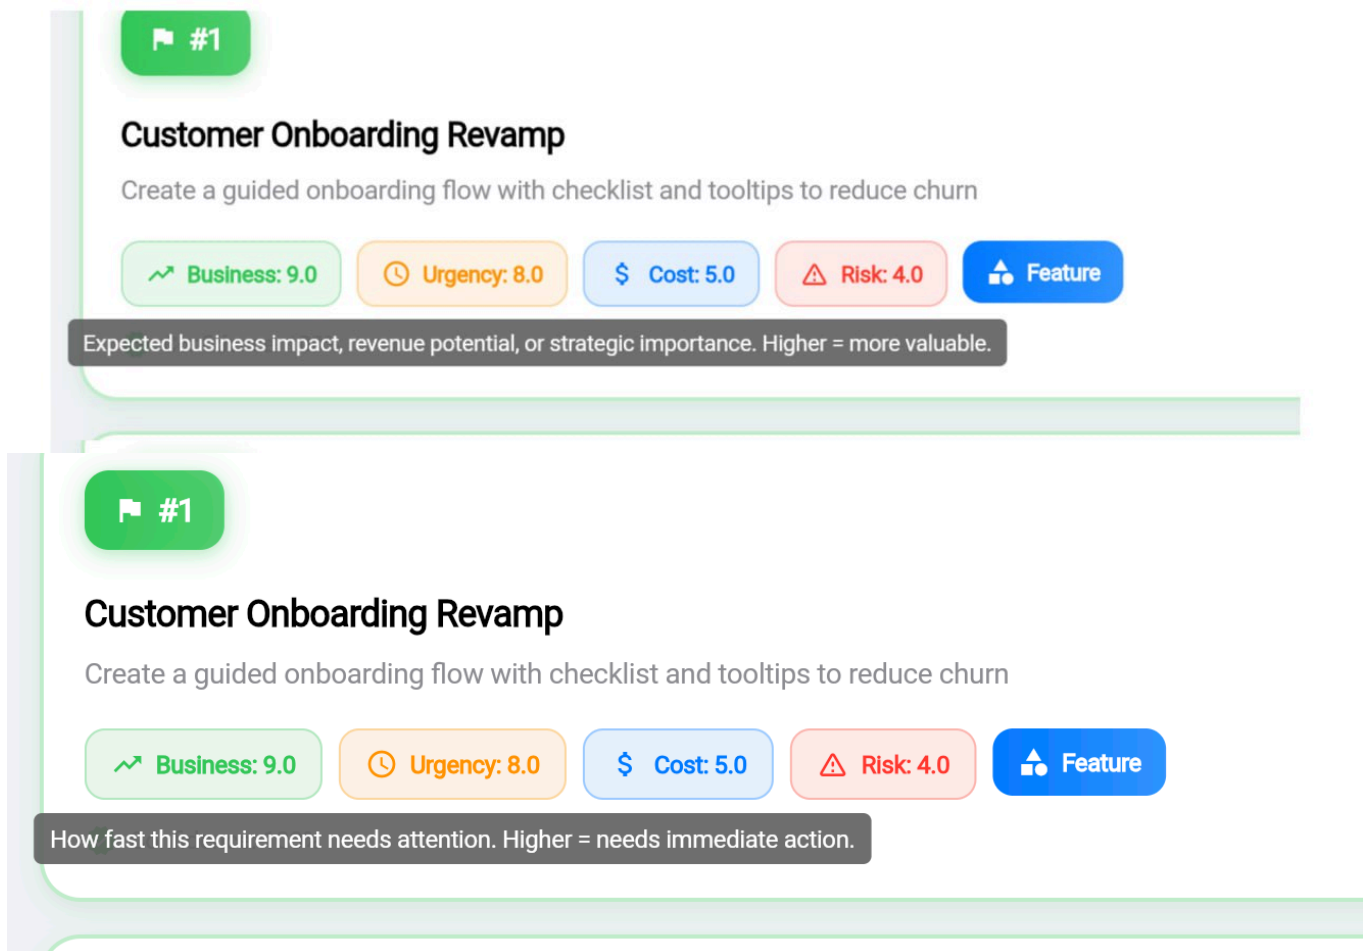 #1
Customer Onboarding Revamp
Create a guided onboarding flow with checklist and tooltips to reduce churn
Business: 9.0 Urgency: 8.0 $ Cost: 5.0 Risk: 4.0 Feature
Expected business impact, revenue potential, or strategic importance. Higher = more valuable.
#1
Customer Onboarding Revamp
Create a guided onboarding flow with checklist and tooltips to reduce churn
Business: 9.0 Urgency: 8.0 $ Cost: 5.0 Risk: 4.0 Feature
How fast this requirement needs attention. Higher = needs immediate action.